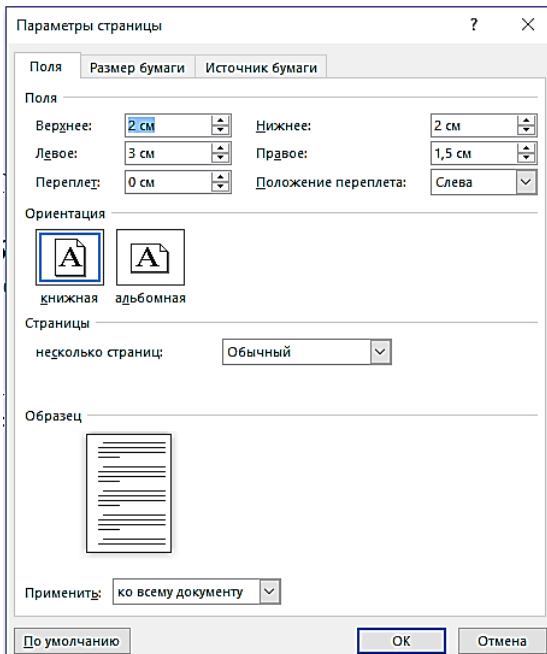 Параметры страницы ?
Поля Размер бумаги Источник бумаги
Поля
Верхнее: 2 см Нижнее: 2 см
Левое: 3 см Правое: 1,5 см
Переплет: 0 см Положение переплета: Слева
Ориентация
A A
книжная альбомная
Страницы
несколько страниц: Обычный
Образец
Применить: ко всему документу
По умолчанию ОК Отмена